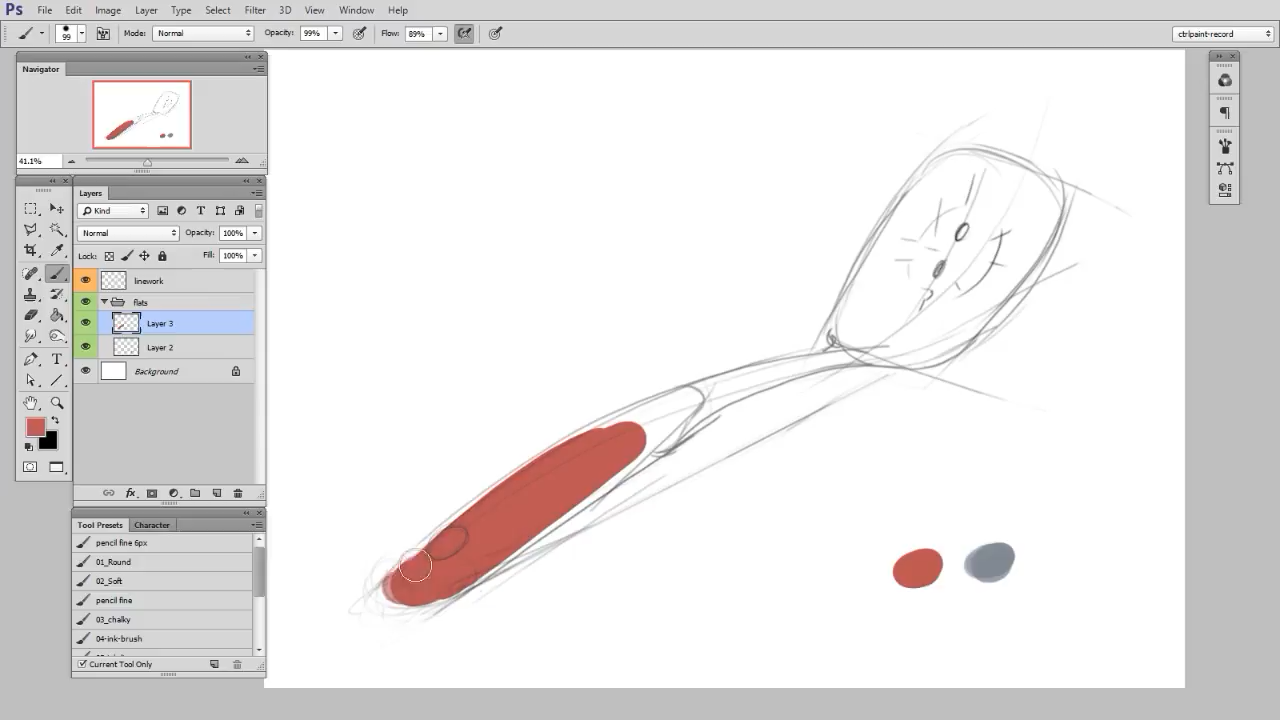 Ps File Edit Image Layer Type Select Filter 3D View Window Help
99 Mode: Normal Opacity: 99% Flow: 89% ctrlpaint-record
Navigator
41.1%
Layers
Kind
Normal Opacity: 100%
Lock: Fill: 100%
linework
flats
Layer 3
Layer 2
Background
Tool Presets Character
pencil fine 6px
01_Round
02_Soft
pencil fine
03_chalky
04-ink-brush
Current Tool Only